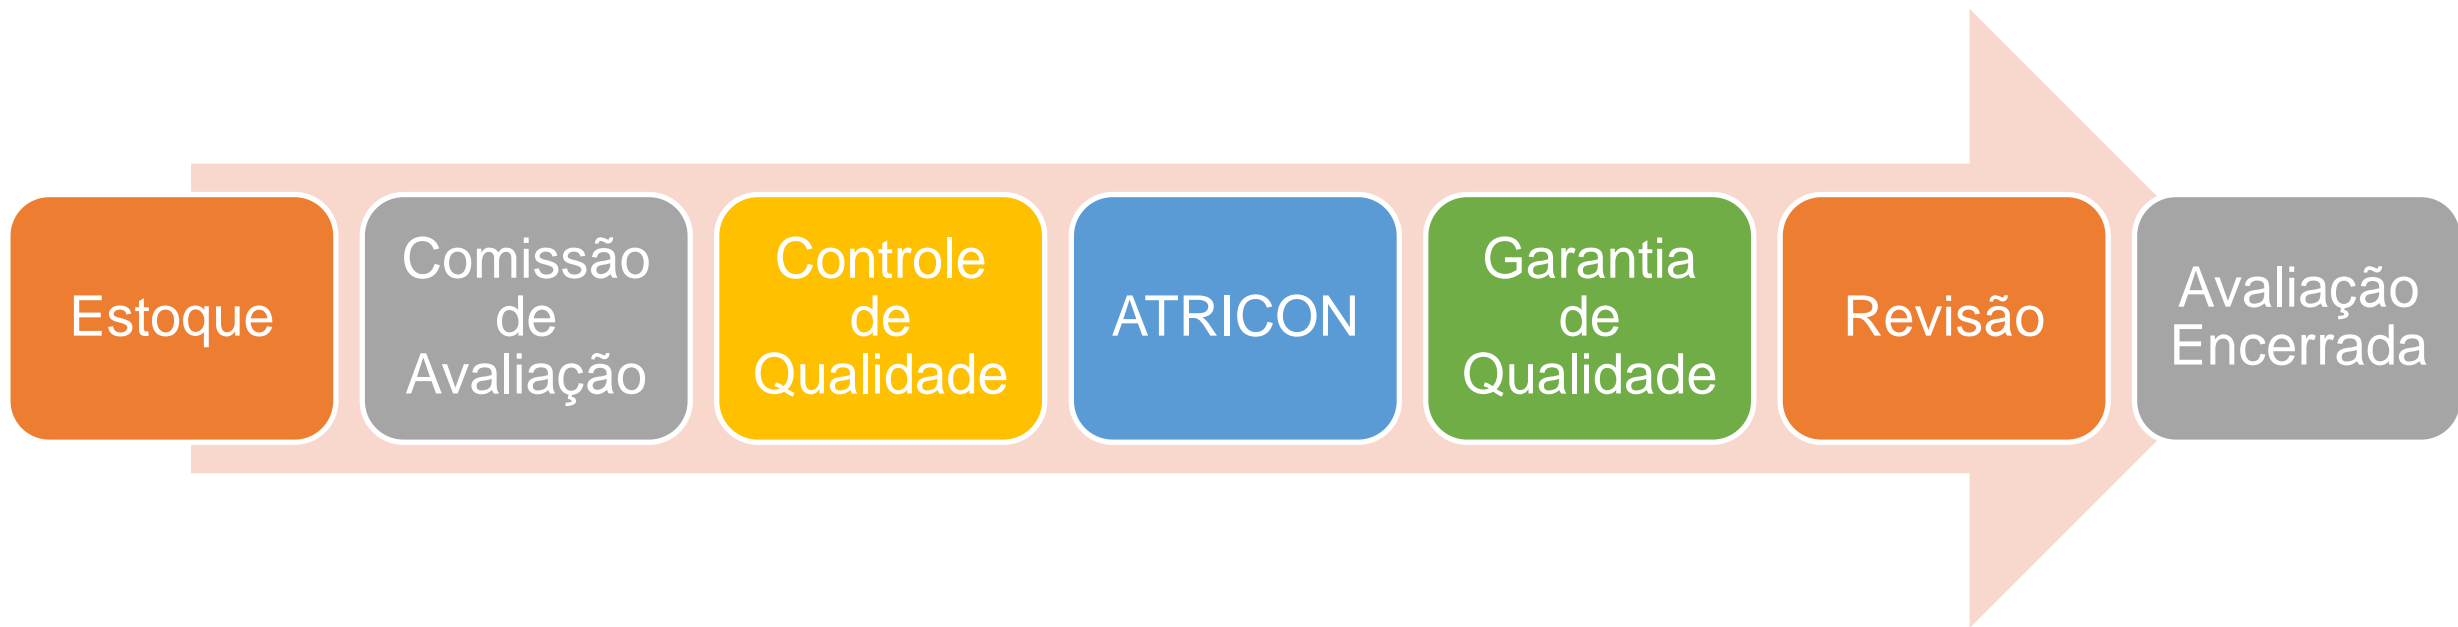 Estoque
Comissão
de
Avaliação
Controle
de
Qualidade
ATRICON
Garantia
de
Qualidade
Revisão
Avaliação
Encerrada